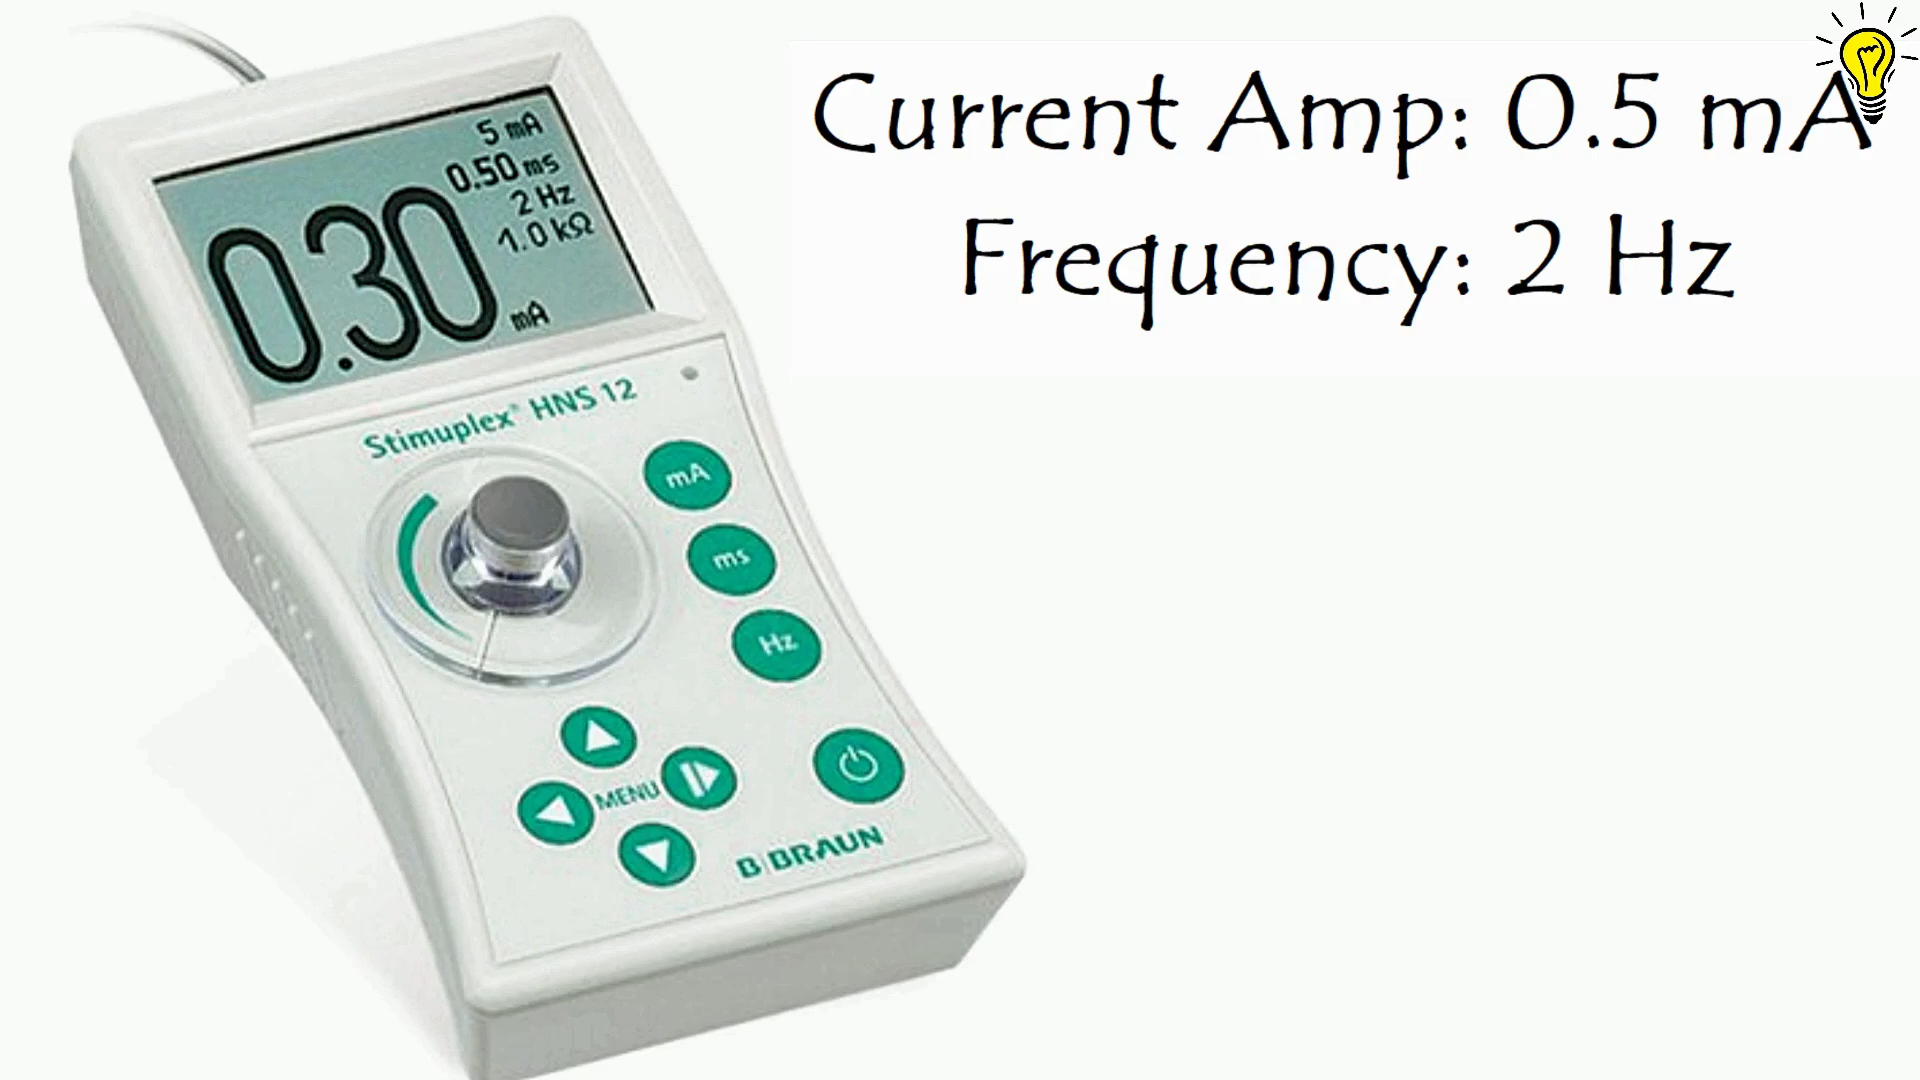 Current Amp: 0.5 mA
Frequency: 2 Hz
5 mA
0.50 ms
2 Hz
1.0 kΩ
0.30 mA
Stimuplex® HNS 12
mA
ms
Hz
MENU
B|BRAUN